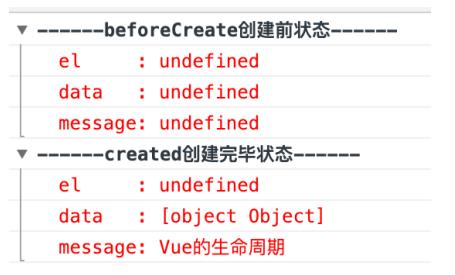 ------beforeCreate创建前状态------
el     : undefined
data   : undefined
message: undefined
------created创建完毕状态------
el     : undefined
data   : [object Object]
message: Vue的生命周期